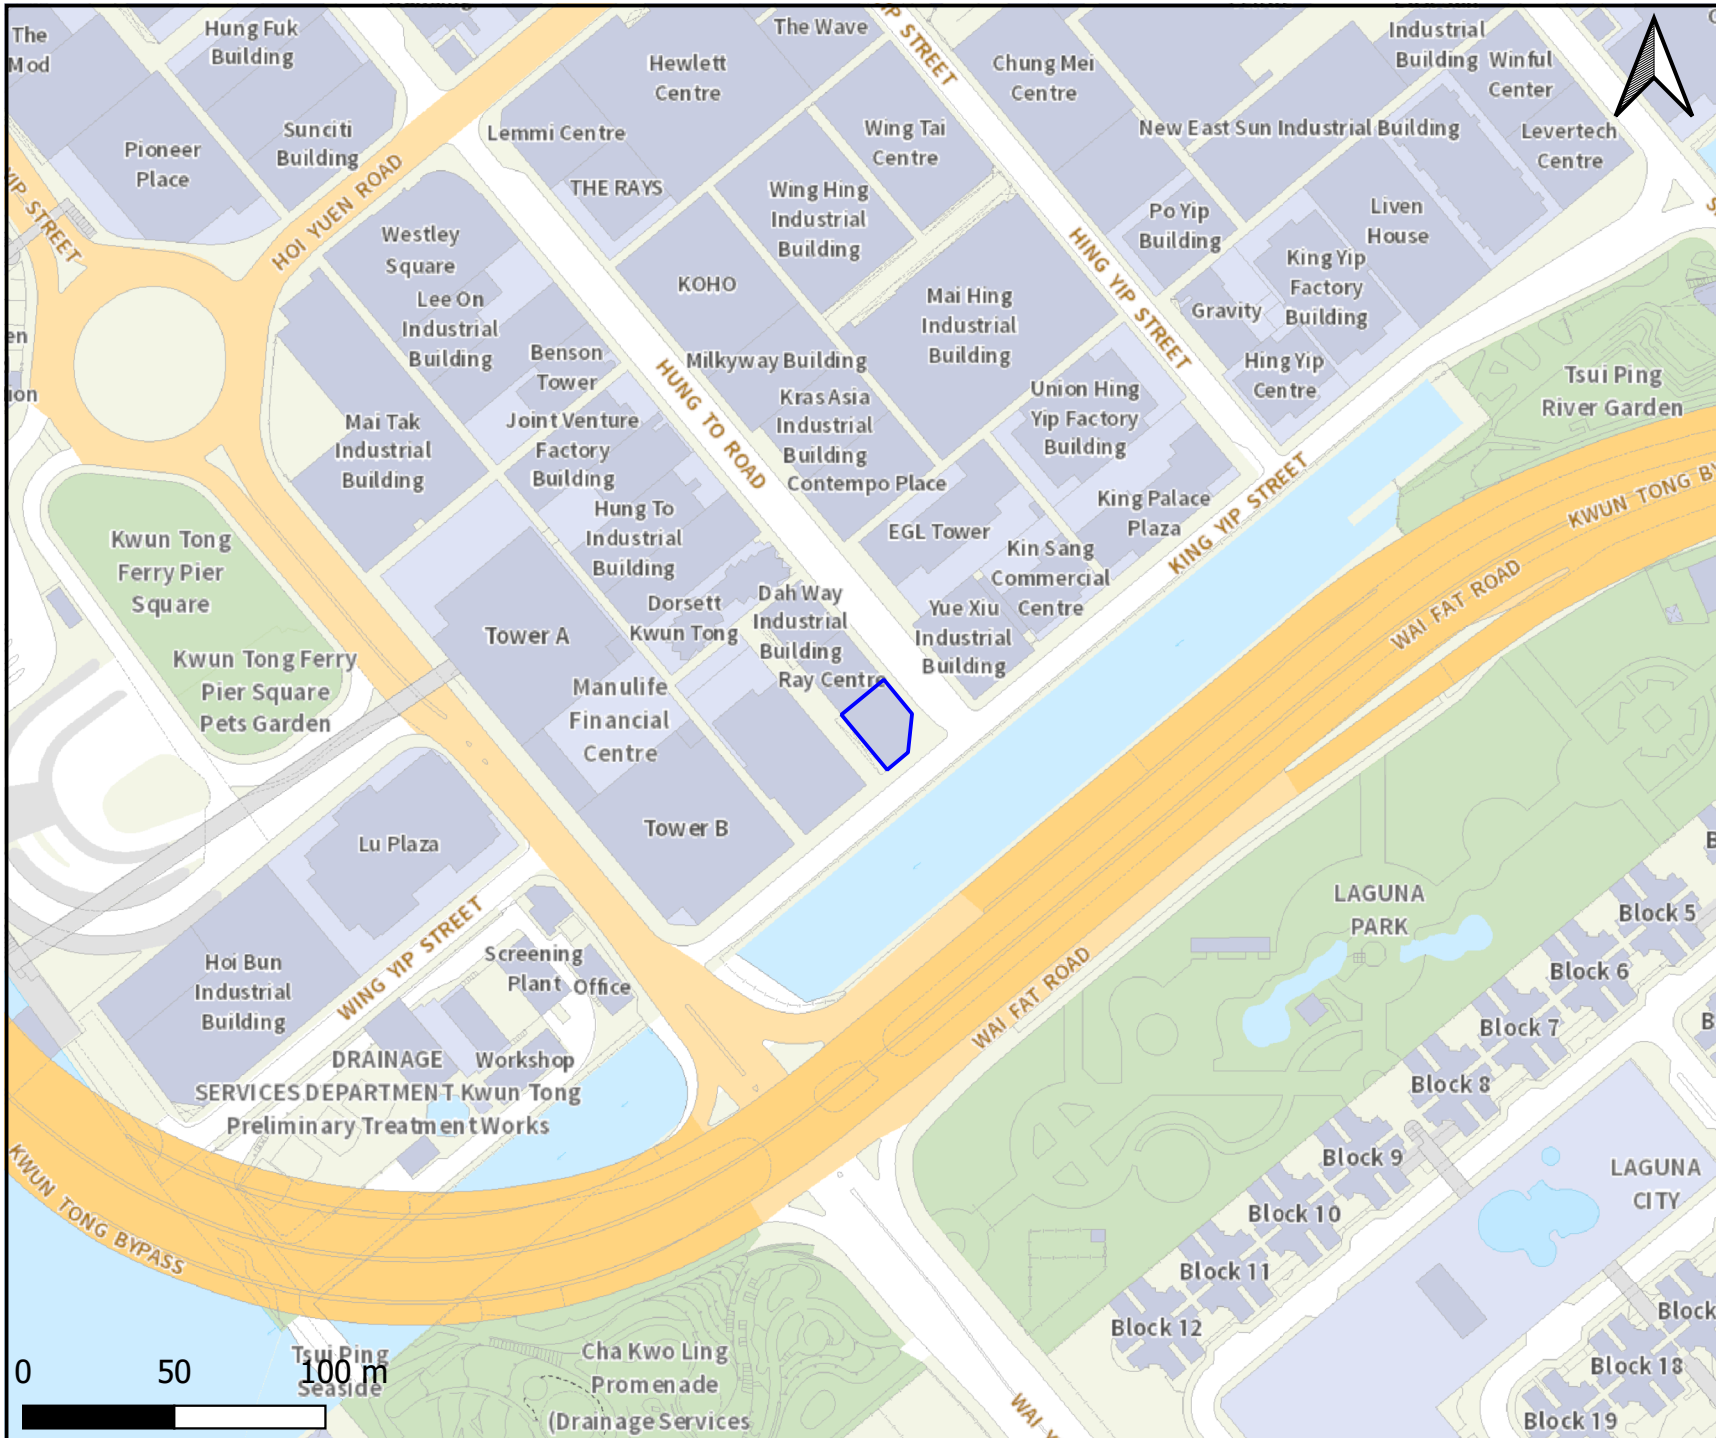 The
Mod
Hung Fuk
Building
The Wave
Hewlett
Centre
YIP STREET
Chung Mei
Centre
Industrial
Building
Winful
Center
Pioneer
Place
Sunciti
Building
Lemmi Centre
Wing Tai
Centre
New East Sun Industrial Building
Levertech
Centre
YIP STREET
HOI YUEN ROAD
THE RAYS
Wing Hing
Industrial
Building
Po Yip
Building
Liven
House
Westley
Square
KOHO
HING YIP STREET
King Yip
Factory
Building
Lee On
Industrial
Building
Mai Hing
Industrial
Building
Gravity
Benson
Tower
Milkyway Building
Hing Yip
Centre
Tsui Ping
River Garden
HUNG TO ROAD
Mai Tak
Industrial
Building
Joint Venture
Factory
Building
Kras Asia
Industrial
Building
Union Hing
Yip Factory
Building
Contempo Place
King Palace
Plaza
KING YIP STREET
KWUN TONG BY
Kwun Tong
Ferry Pier
Square
Hung To
Industrial
Building
EGL Tower
Kin Sang
Commercial
Centre
WAI FAT ROAD
Dorsett
Kwun Tong
Dah Way
Industrial
Building
Yue Xiu
Industrial
Building
Tower A
Kwun Tong Ferry
Pier Square
Pets Garden
Manulife
Financial
Centre
Ray Centre
Lu Plaza
Tower B
LAGUNA
PARK
Block 5
Block 6
Block 7
Block 8
Block 9
Block 10
Block 11
Block 12
Hoi Bun
Industrial
Building
WING YIP STREET
Screening
Plant
Office
WAI FAT ROAD
DRAINAGE
SERVICES DEPARTMENT Kwun Tong
Preliminary Treatment Works
Workshop
KWUN TONG BYPASS
LAGUNA
CITY
Block
Block 18
Block 19
Tsui Ping
Seaside
Cha Kwo Ling
Promenade
(Drainage Services
WAI Y
0 50 100 m